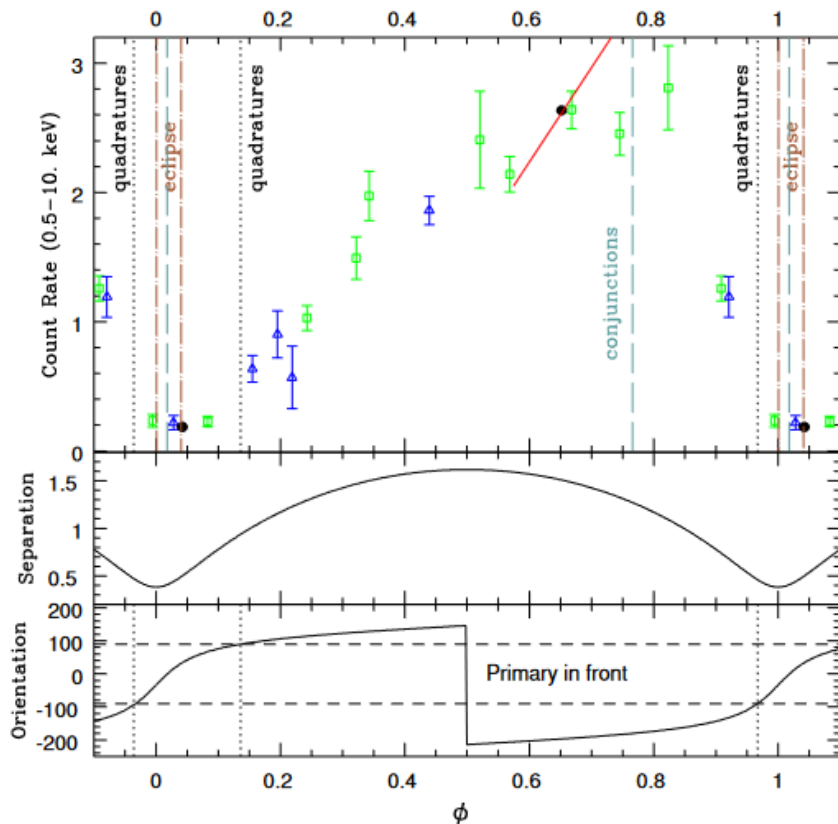 0 0.2 0.4 0.6 0.8 1
3
2
1
0
Count Rate (0.5-10. keV)
quadratures
eclipse
quadratures
conjunctions
quadratures
eclipse
1.5
1
0.5
Separation
200
100
0
-100
-200
Orientation
Primary in front
0 0.2 0.4 0.6 0.8 1
ϕ